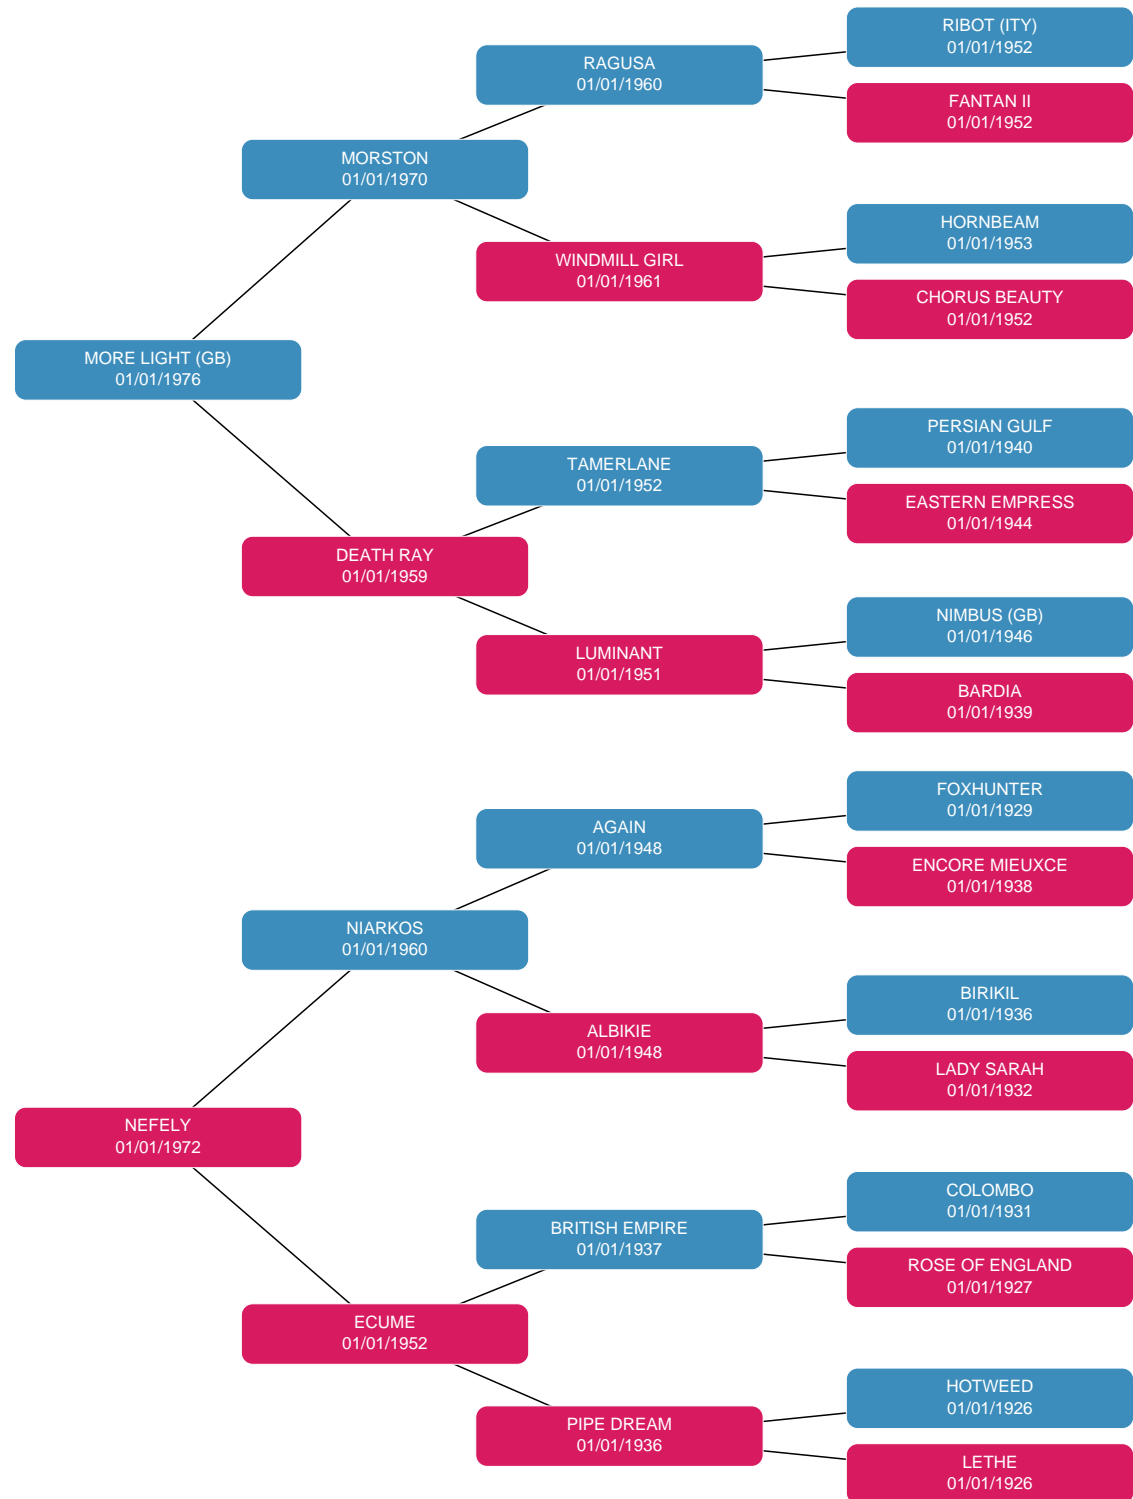 RIBOT (ITY)
01/01/1952
RAGUSA
01/01/1960
FANTAN II
01/01/1952
MORSTON
01/01/1970
HORNBEAM
01/01/1953
WINDMILL GIRL
01/01/1961
CHORUS BEAUTY
01/01/1952
MORE LIGHT (GB)
01/01/1976
PERSIAN GULF
01/01/1940
TAMERLANE
01/01/1952
EASTERN EMPRESS
01/01/1944
DEATH RAY
01/01/1959
NIMBUS (GB)
01/01/1946
LUMINANT
01/01/1951
BARDIA
01/01/1939
FOXHUNTER
01/01/1929
AGAIN
01/01/1948
ENCORE MIEUXCE
01/01/1938
NIARKOS
01/01/1960
BIRIKIL
01/01/1936
ALBIKIE
01/01/1948
LADY SARAH
01/01/1932
NEFELY
01/01/1972
COLOMBO
01/01/1931
BRITISH EMPIRE
01/01/1937
ROSE OF ENGLAND
01/01/1927
ECUME
01/01/1952
HOTWEED
01/01/1926
PIPE DREAM
01/01/1936
LETHE
01/01/1926